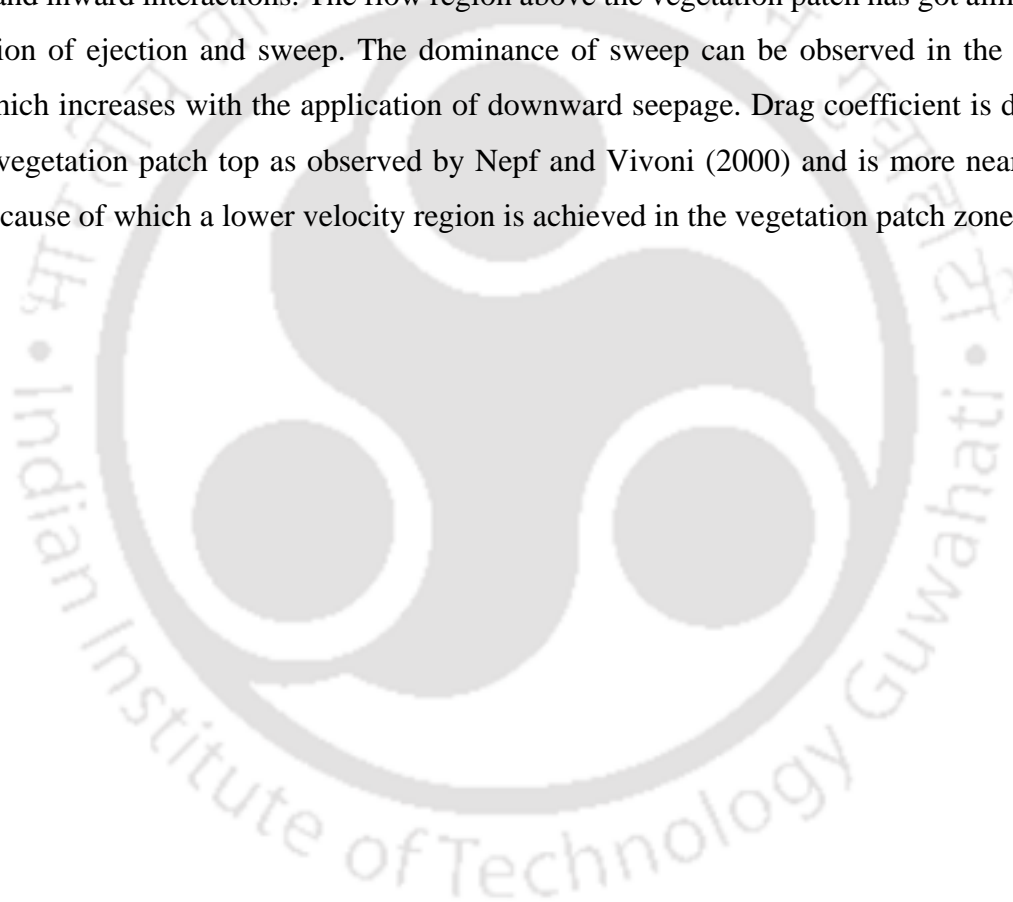 and inward interactions. The flow region above the vegetation patch has got
ion of ejection and sweep. The dominance of sweep can be observed in the
hich increases with the application of downward seepage. Drag coefficient is
vegetation patch top as observed by Nepf and Vivoni (2000) and is more near
cause of which a lower velocity region is achieved in the vegetation patch zone
• Indian Institute of Technology Guwahati •